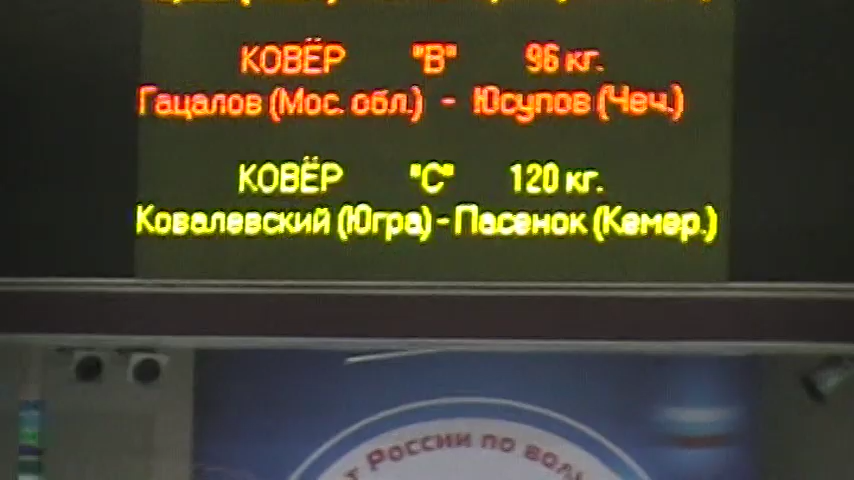 КОВЁР "В" 96 кг.
Гацалов (Мос. обл.) - Юсупов (Чеч.)
КОВЁР "С" 120 кг.
Ковалевский (Югра) - Пасенок (Кемер.)
России по